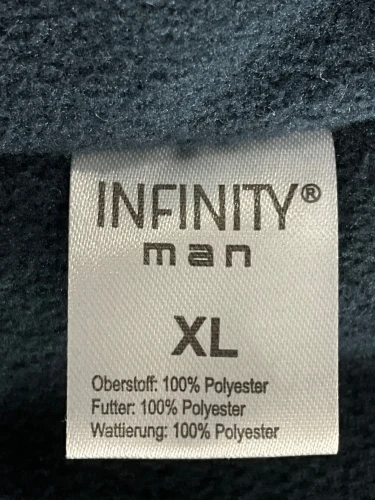 INFINITY®
man
XL
Oberstoff: 100% Polyester
Futter: 100% Polyester
Wattierung: 100% Polyester